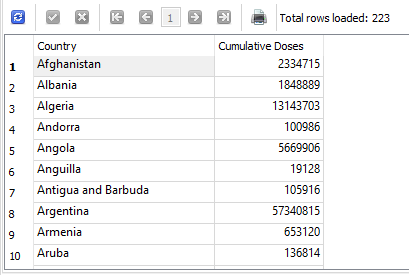 1 Total rows loaded: 223
Country Cumulative Doses
1 Afghanistan 2334715
2 Albania 1848889
3 Algeria 13143703
4 Andorra 100986
5 Angola 5669906
6 Anguilla 19128
7 Antigua and Barbuda 105916
8 Argentina 57340815
9 Armenia 653120
10 Aruba 136814